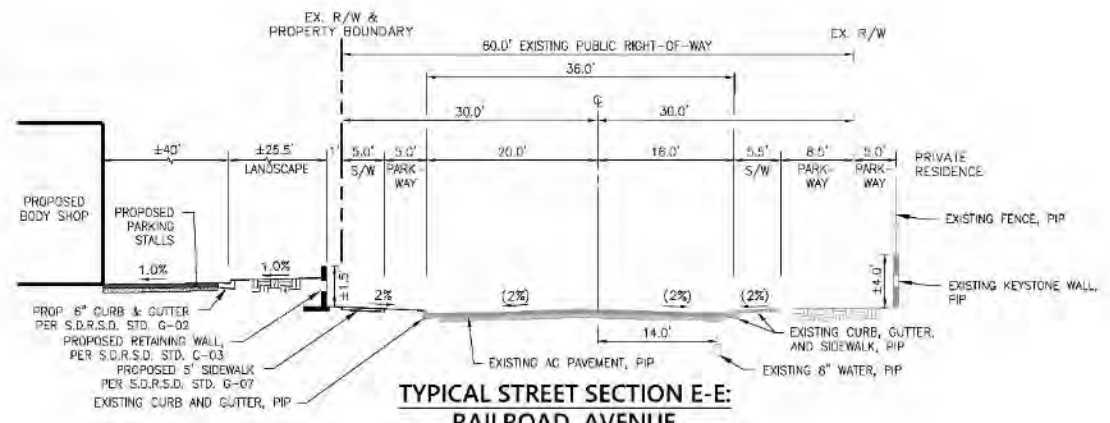 EX. R/W &
PROPERTY BOUNDARY
EX. R/W
60.0' EXISTING PUBLIC RIGHT-OF-WAY
36.0'
30.0'
℄
30.0'
±40'
±25.5'
LANDSCAPE
1'
5.0'
S/W
5.0'
PARK-
WAY
20.0'
16.0'
5.5'
S/W
8.5'
PARK-
WAY
5.0'
PARK-
WAY
PRIVATE
RESIDENCE
PROPOSED
BODY SHOP
PROPOSED
PARKING
STALLS
1.0%
1.0%
±1.5'
2%
(2%)
(2%)
(2%)
±4.0'
EXISTING FENCE, PIP
EXISTING KEYSTONE WALL,
PIP
PROP. 6" CURB & GUTTER
PER S.D.R.S.D. STD. G-02
PROPOSED RETAINING WALL,
PER S.D.R.S.D. STD. C-03
PROPOSED 5' SIDEWALK
PER S.D.R.S.D. STD. G-07
EXISTING CURB AND GUTTER, PIP
14.0'
EXISTING CURB, GUTTER,
AND SIDEWALK, PIP
EXISTING AC PAVEMENT, PIP
EXISTING 8" WATER, PIP
TYPICAL STREET SECTION E-E:
RAILROAD AVENUE